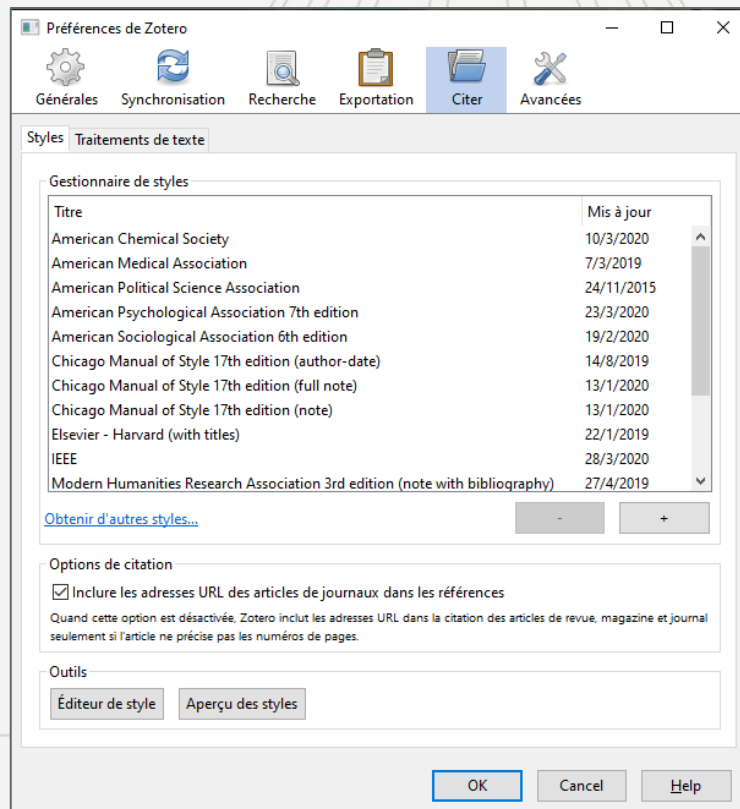 Préférences de Zotero
Générales Synchronisation Recherche Exportation Citer Avancées
Styles Traitements de texte
Gestionnaire de styles
Titre Mis à jour
American Chemical Society 10/3/2020
American Medical Association 7/3/2019
American Political Science Association 24/11/2015
American Psychological Association 7th edition 23/3/2020
American Sociological Association 6th edition 19/2/2020
Chicago Manual of Style 17th edition (author-date) 14/8/2019
Chicago Manual of Style 17th edition (full note) 13/1/2020
Chicago Manual of Style 17th edition (note) 13/1/2020
Elsevier - Harvard (with titles) 22/1/2019
IEEE 28/3/2020
Modern Humanities Research Association 3rd edition (note with bibliography) 27/4/2019
Obtenir d'autres styles... - +
Options de citation
Inclure les adresses URL des articles de journaux dans les références
Quand cette option est désactivée, Zotero inclut les adresses URL dans la citation des articles de revue, magazine et journal
seulement si l'article ne précise pas les numéros de pages.
Outils
Éditeur de style Aperçu des styles
OK Cancel Help